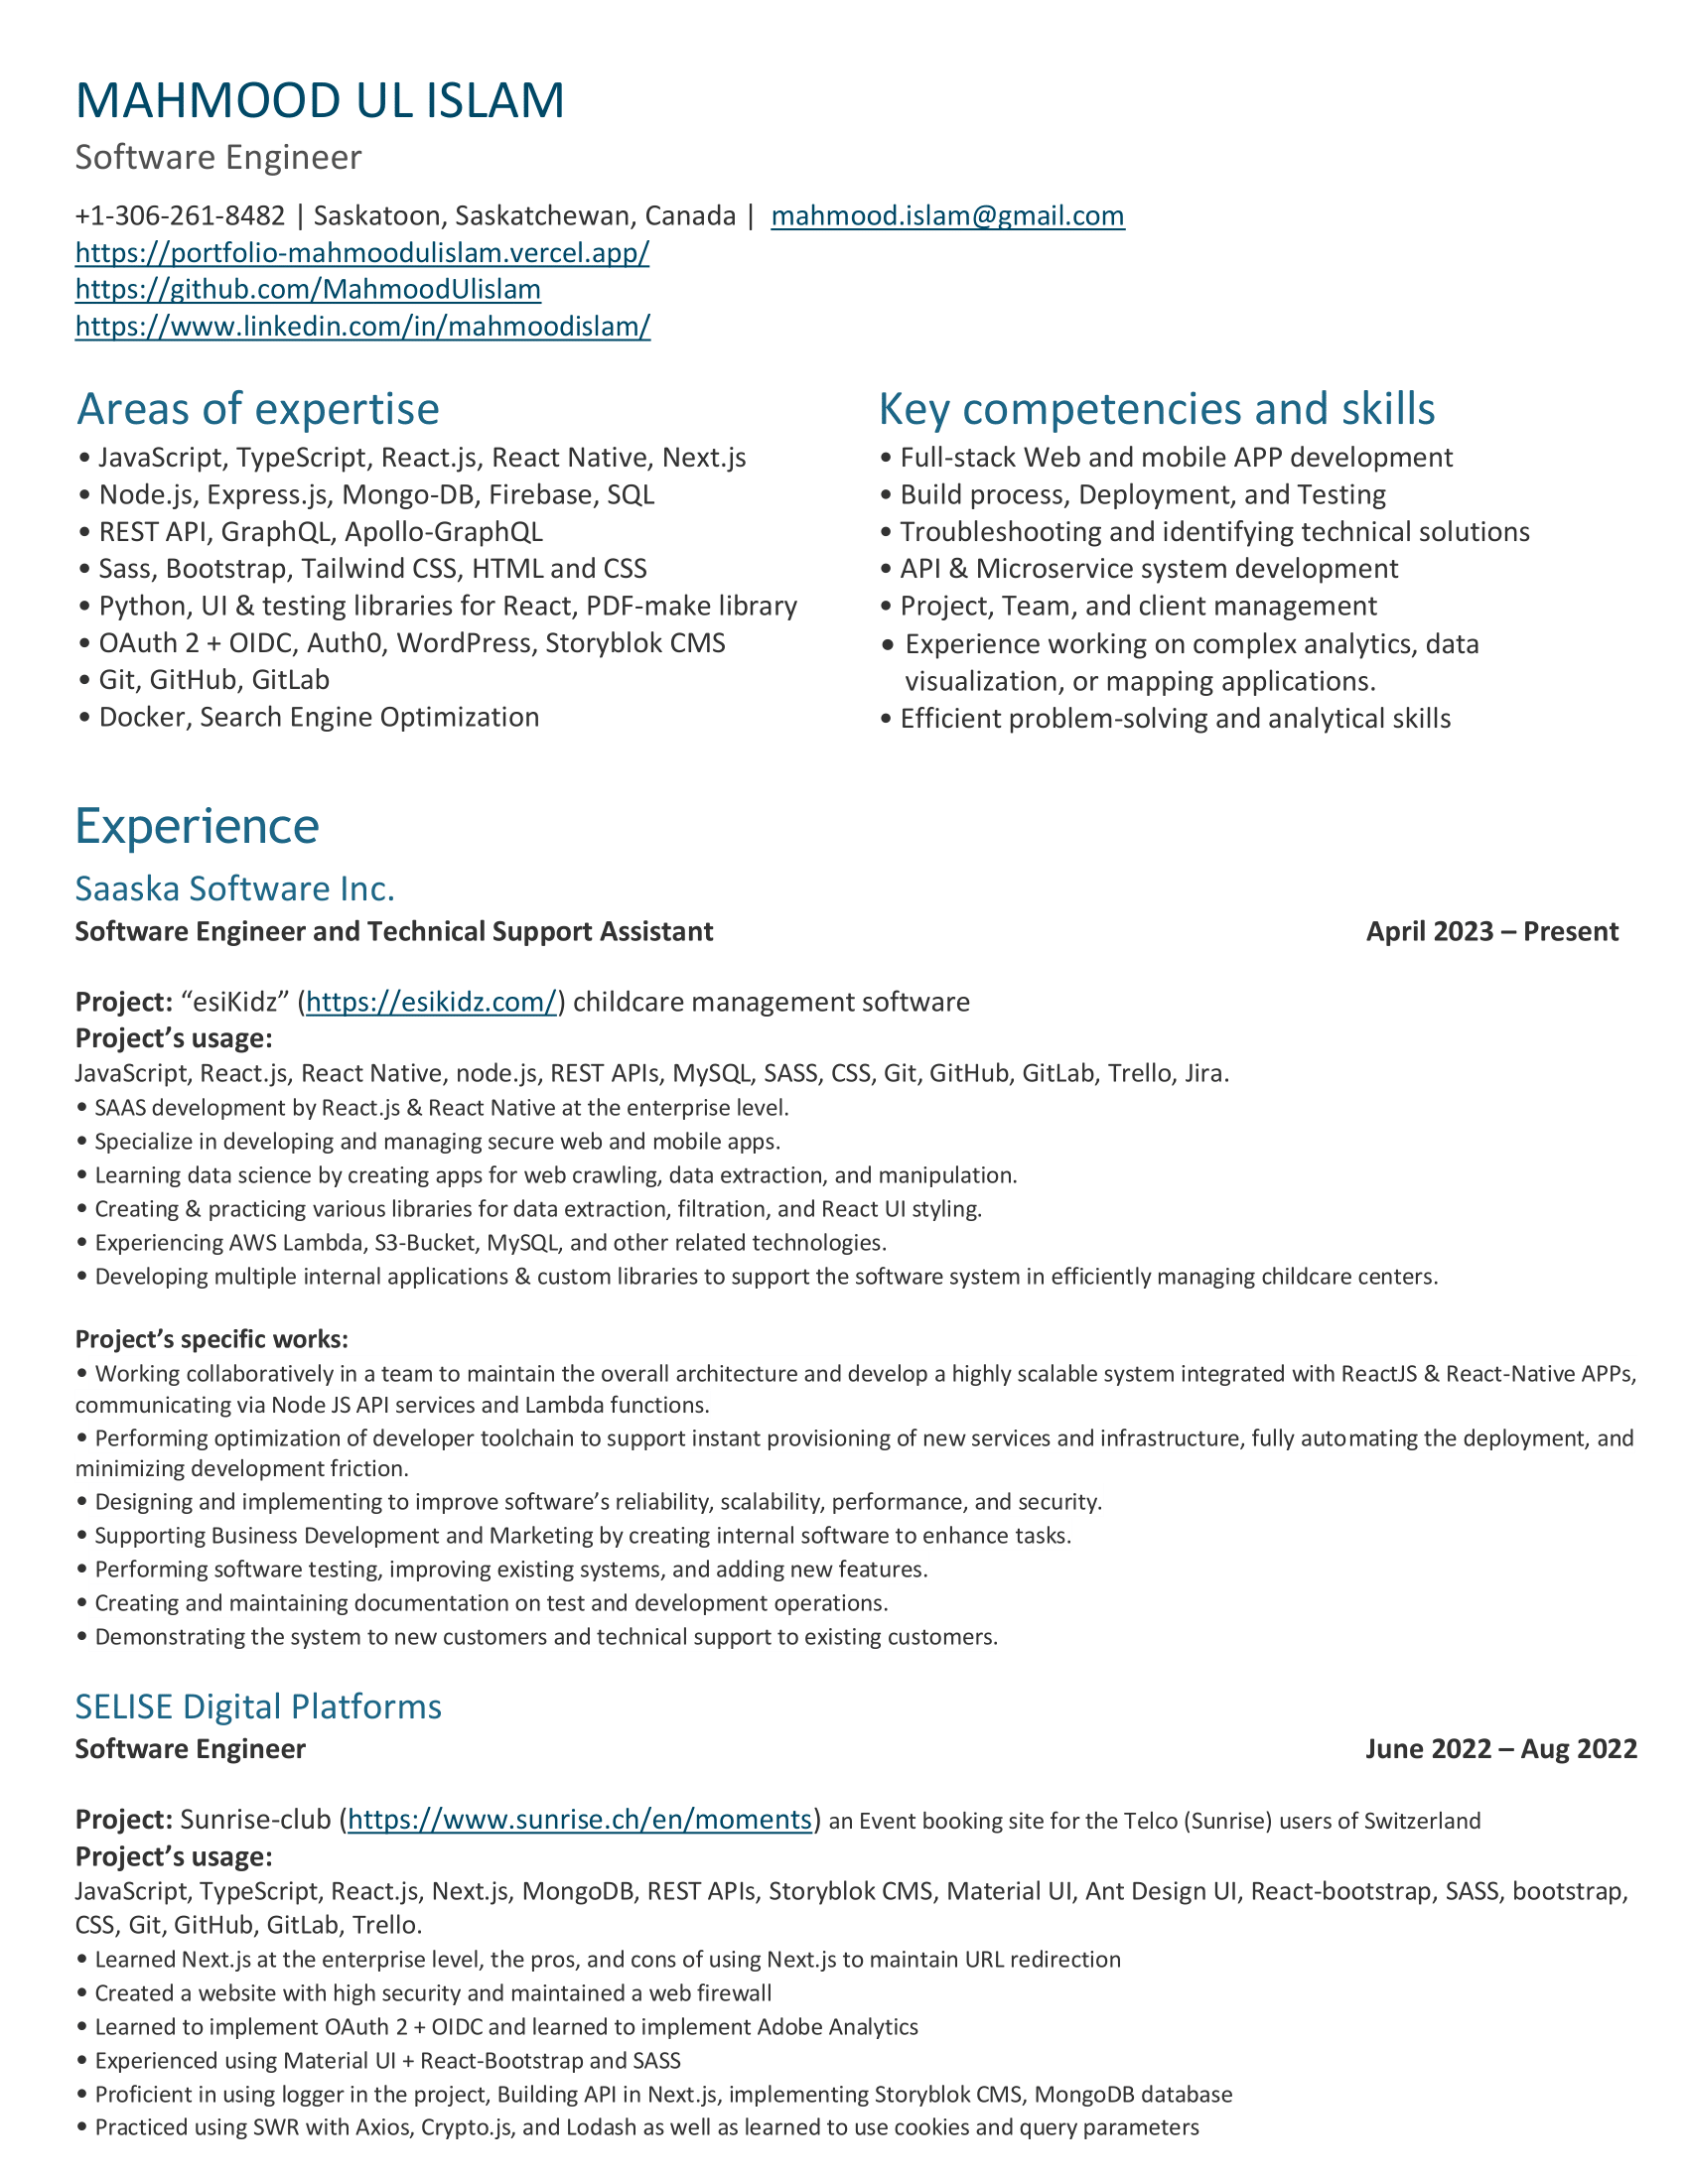 MAHMOOD UL ISLAM
Software Engineer
+1-306-261-8482 | Saskatoon, Saskatchewan, Canada | mahmood.islam@gmail.com
https://portfolio-mahmoodulislam.vercel.app/
https://github.com/MahmoodUlislam
https://www.linkedin.com/in/mahmoodislam/
Areas of expertise
• JavaScript, TypeScript, React.js, React Native, Next.js
• Node.js, Express.js, Mongo-DB, Firebase, SQL
• REST API, GraphQL, Apollo-GraphQL
• Sass, Bootstrap, Tailwind CSS, HTML and CSS
• Python, UI & testing libraries for React, PDF-make library
• OAuth 2 + OIDC, Auth0, WordPress, Storyblok CMS
• Git, GitHub, GitLab
• Docker, Search Engine Optimization
Key competencies and skills
• Full-stack Web and mobile APP development
• Build process, Deployment, and Testing
• Troubleshooting and identifying technical solutions
• API & Microservice system development
• Project, Team, and client management
• Experience working on complex analytics, data
visualization, or mapping applications.
• Efficient problem-solving and analytical skills
Experience
Saaska Software Inc.
Software Engineer and Technical Support Assistant April 2023 – Present
Project: “esiKidz” (https://esikidz.com/) childcare management software
Project’s usage:
JavaScript, React.js, React Native, node.js, REST APIs, MySQL, SASS, CSS, Git, GitHub, GitLab, Trello, Jira.
• SAAS development by React.js & React Native at the enterprise level.
• Specialize in developing and managing secure web and mobile apps.
• Learning data science by creating apps for web crawling, data extraction, and manipulation.
• Creating & practicing various libraries for data extraction, filtration, and React UI styling.
• Experiencing AWS Lambda, S3-Bucket, MySQL, and other related technologies.
• Developing multiple internal applications & custom libraries to support the software system in efficiently managing childcare centers.
Project’s specific works:
• Working collaboratively in a team to maintain the overall architecture and develop a highly scalable system integrated with ReactJS & React-Native APPs,
communicating via Node JS API services and Lambda functions.
• Performing optimization of developer toolchain to support instant provisioning of new services and infrastructure, fully automating the deployment, and
minimizing development friction.
• Designing and implementing to improve software’s reliability, scalability, performance, and security.
• Supporting Business Development and Marketing by creating internal software to enhance tasks.
• Performing software testing, improving existing systems, and adding new features.
• Creating and maintaining documentation on test and development operations.
• Demonstrating the system to new customers and technical support to existing customers.
SELISE Digital Platforms
Software Engineer June 2022 – Aug 2022
Project: Sunrise-club (https://www.sunrise.ch/en/moments) an Event booking site for the Telco (Sunrise) users of Switzerland
Project’s usage:
JavaScript, TypeScript, React.js, Next.js, MongoDB, REST APIs, Storyblok CMS, Material UI, Ant Design UI, React-bootstrap, SASS, bootstrap,
CSS, Git, GitHub, GitLab, Trello.
• Learned Next.js at the enterprise level, the pros, and cons of using Next.js to maintain URL redirection
• Created a website with high security and maintained a web firewall
• Learned to implement OAuth 2 + OIDC and learned to implement Adobe Analytics
• Experienced using Material UI + React-Bootstrap and SASS
• Proficient in using logger in the project, Building API in Next.js, implementing Storyblok CMS, MongoDB database
• Practiced using SWR with Axios, Crypto.js, and Lodash as well as learned to use cookies and query parameters